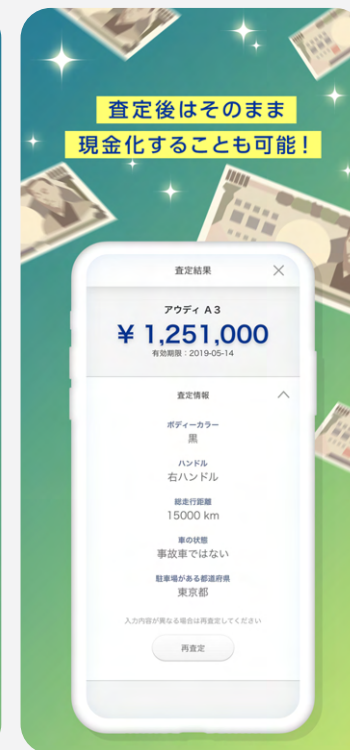 査定後はそのまま
現金化することも可能！
査定結果
アウディ A3
¥ 1,251,000
有効期限：2019-05-14
査定情報
ボディーカラー
黒
ハンドル
右ハンドル
総走行距離
15000 km
車の状態
事故車ではない
駐車場がある都道府県
東京都
入力内容が異なる場合は再査定してください
再査定